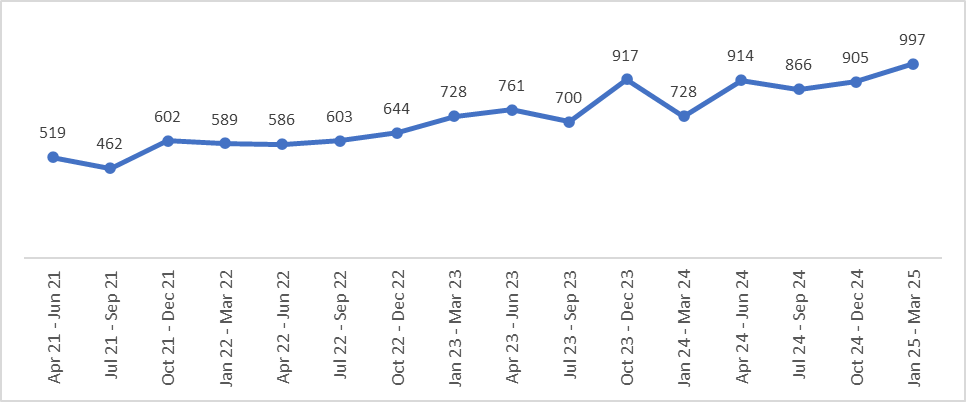 519
462
602
589
586
603
644
728
761
700
917
728
914
866
905
997
Apr 21 - Jun 21
Jul 21 - Sep 21
Oct 21 - Dec 21
Jan 22 - Mar 22
Apr 22 - Jun 22
Jul 22 - Sep 22
Oct 22 - Dec 22
Jan 23 - Mar 23
Apr 23 - Jun 23
Jul 23 - Sep 23
Oct 23 - Dec 23
Jan 24 - Mar 24
Apr 24 - Jun 24
Jul 24 - Sep 24
Oct 24 - Dec 24
Jan 25 - Mar 25